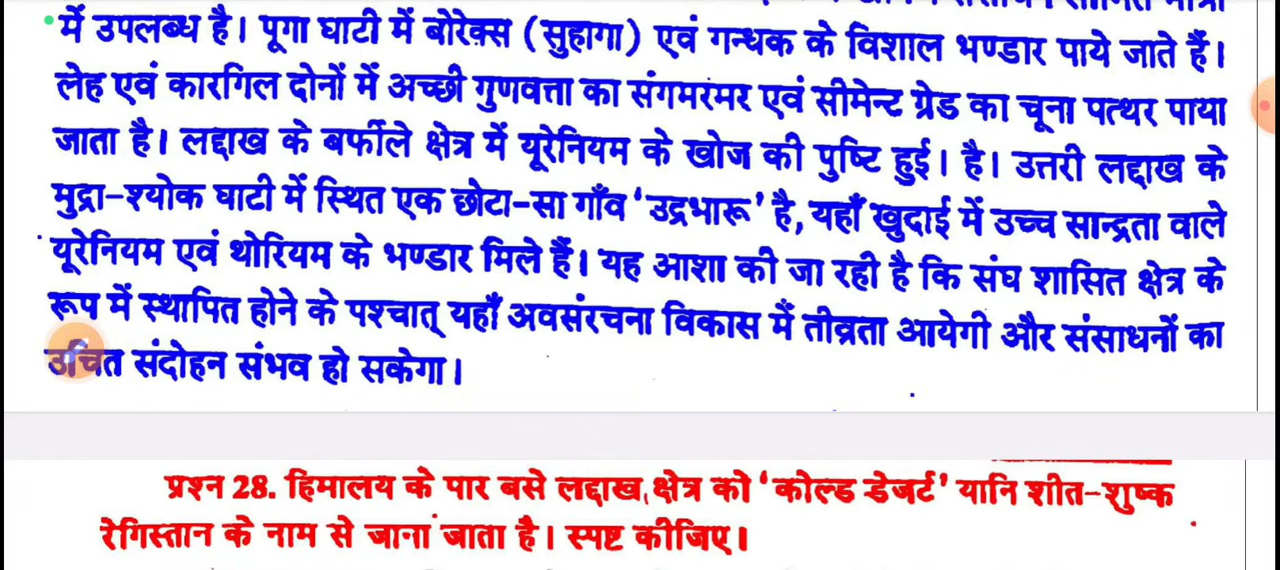 में उपलब्ध है। पूगा घाटी में बोरेक्स (सुहागा) एवं गन्धक के विशाल भण्डार पाये जाते हैं।
लेह एवं कारगिल दोनों में अच्छी गुणवत्ता का संगमरमर एवं सीमेन्ट ग्रेड का चूना पत्थर पाया
जाता है। लद्दाख के बर्फीले क्षेत्र में यूरेनियम के खोज की पुष्टि हुई। है। उत्तरी लद्दाख के
मुद्रा-श्योक घाटी में स्थित एक छोटा-सा गाँव ‘उद्रभारू’ है, यहाँ खुदाई में उच्च सान्द्रता वाले
यूरेनियम एवं थोरियम के भण्डार मिले हैं। यह आशा की जा रही है कि संघ शासित क्षेत्र के
रूप में स्थापित होने के पश्चात् यहाँ अवसंरचना विकास में तीव्रता आयेगी और संसाधनों का
उचित संदोहन संभव हो सकेगा।
प्रश्न 28. हिमालय के पार बसे लद्दाख क्षेत्र को ‘कोल्ड डेजर्ट’ यानि शीत-शुष्क
रेगिस्तान के नाम से जाना जाता है। स्पष्ट कीजिए।